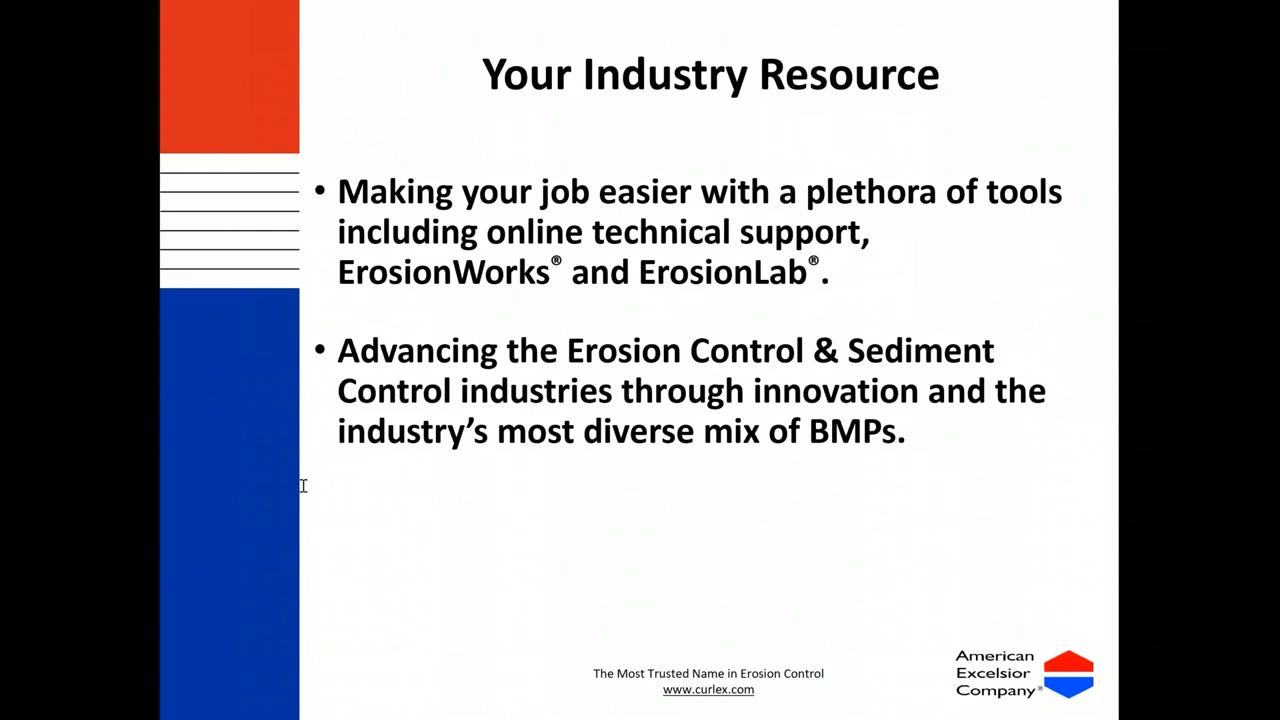 Your Industry Resource
• Making your job easier with a plethora of tools
including online technical support,
ErosionWorks® and ErosionLab®.
• Advancing the Erosion Control & Sediment
Control industries through innovation and the
industry’s most diverse mix of BMPs.
The Most Trusted Name in Erosion Control
www.curlex.com
American
Excelsior
Company®